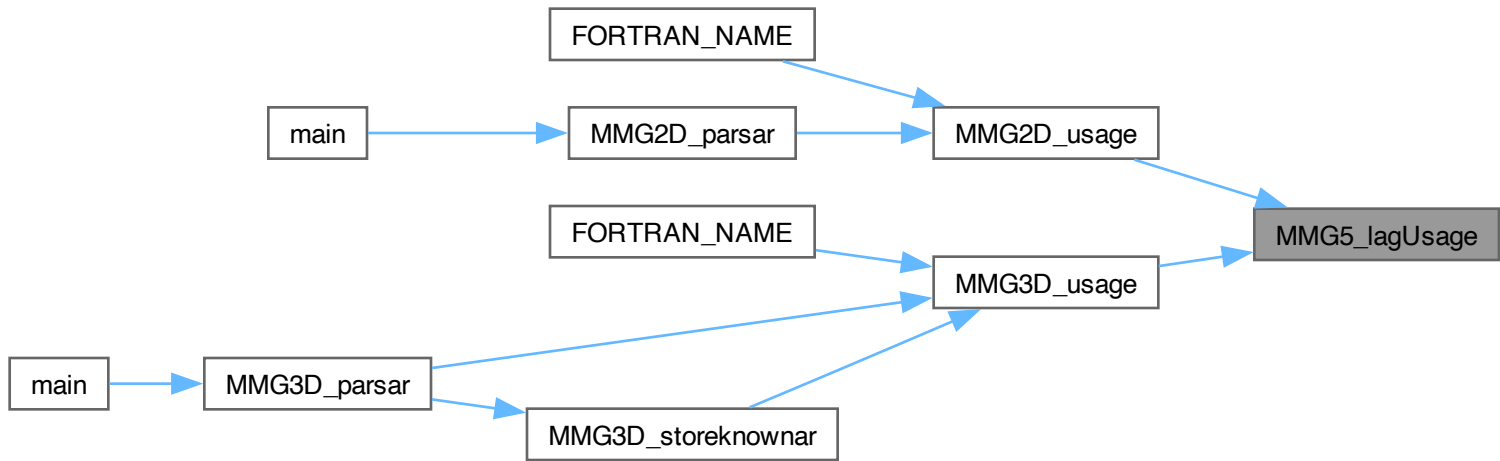 FORTRAN_NAME
main
MMG2D_parsar
MMG2D_usage
FORTRAN_NAME
MMG5_lagUsage
MMG3D_usage
main
MMG3D_parsar
MMG3D_storeknownar